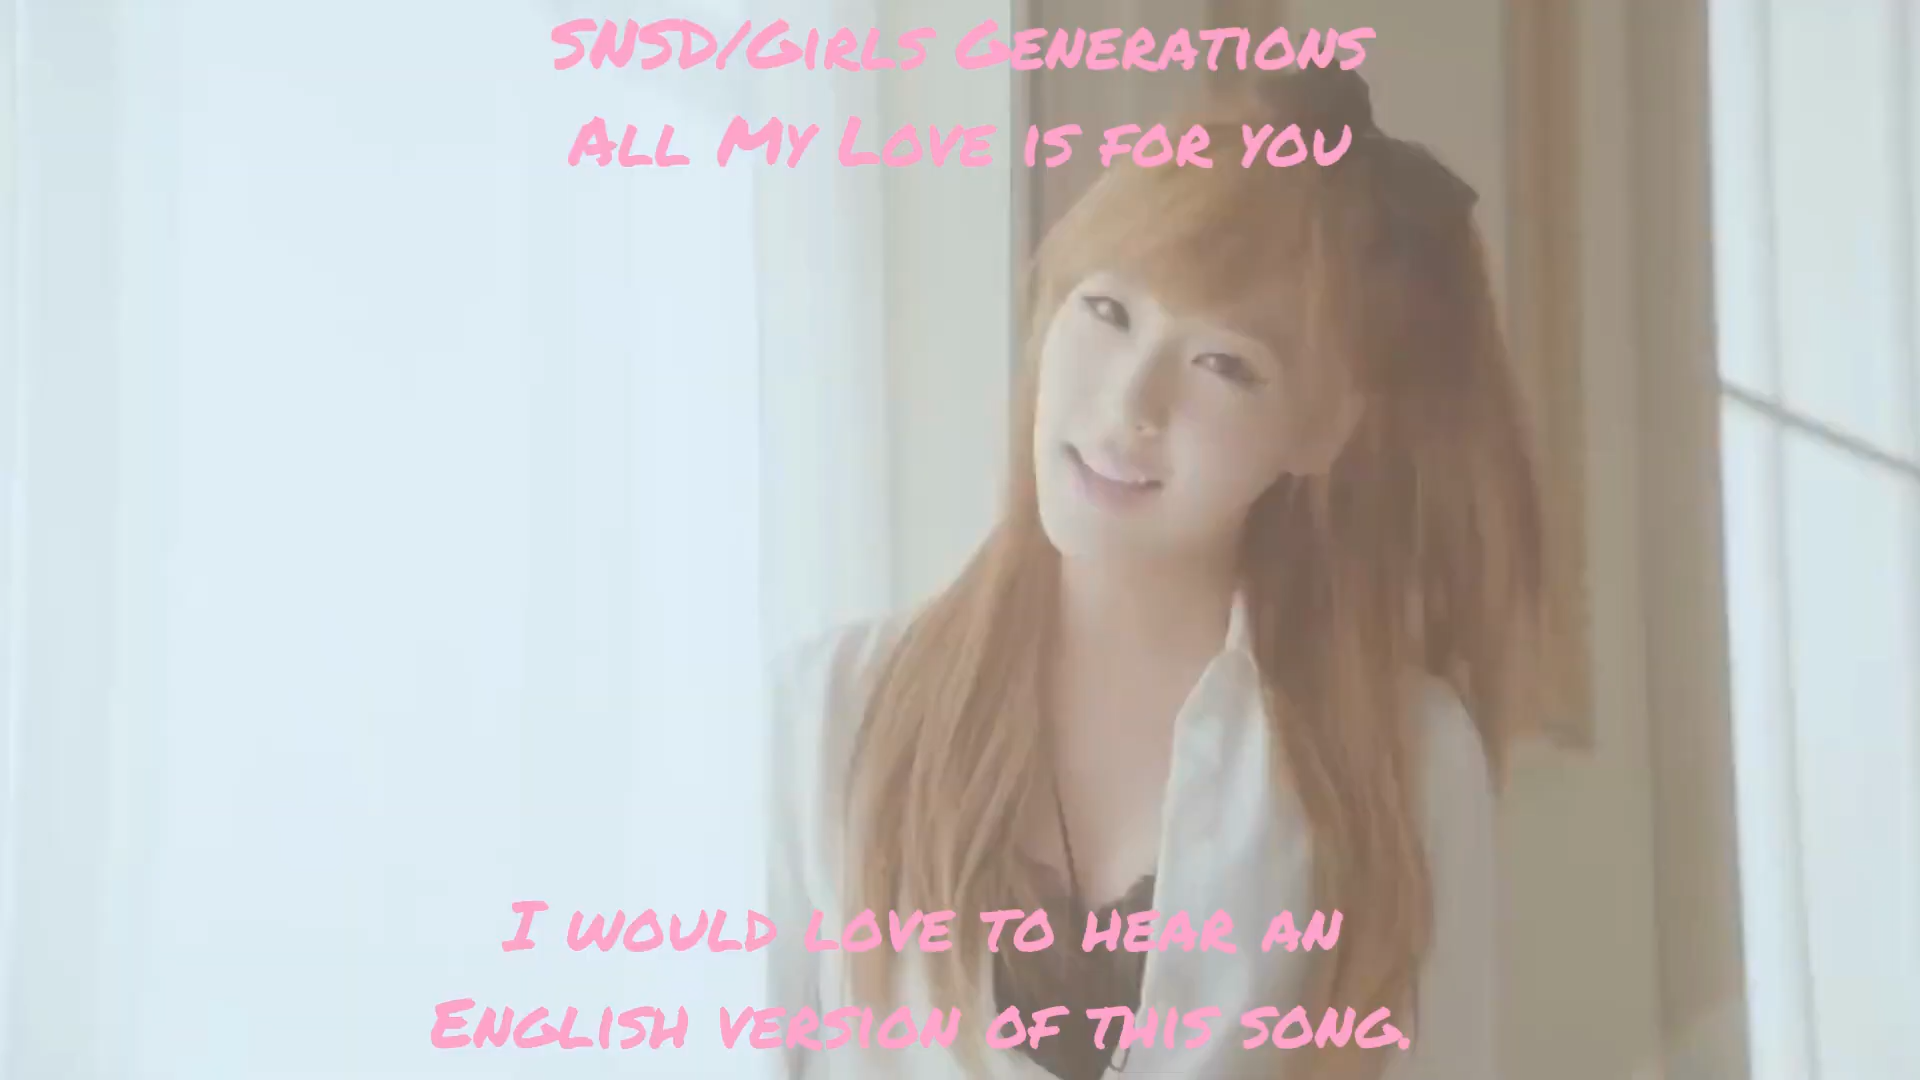 SNSD/Girls Generations
All My Love is for you
I would love to hear an
English version of this song.